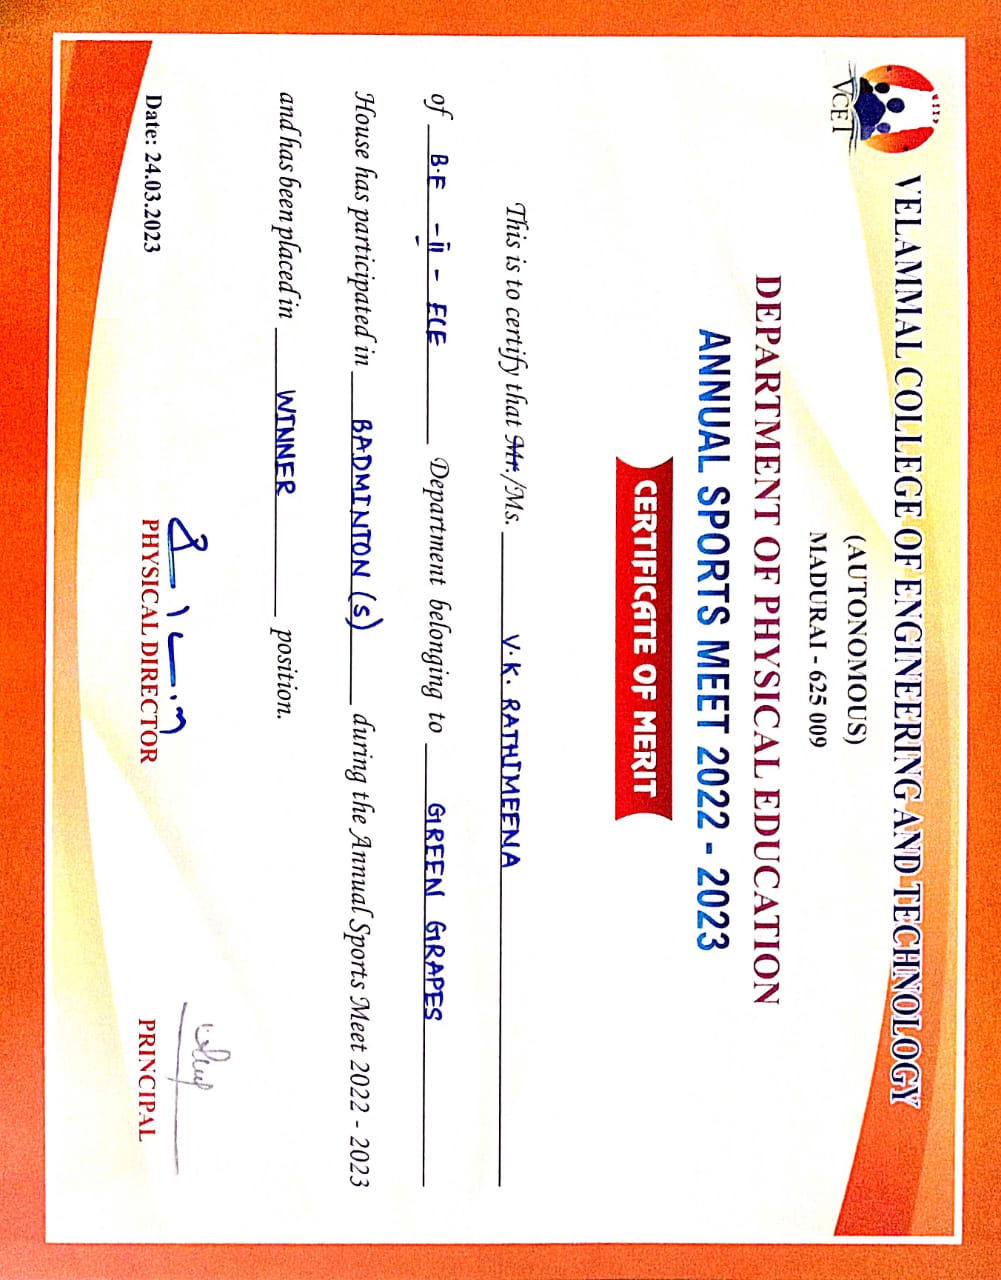 VCET
VELAMMAL COLLEGE OF ENGINEERING AND TECHNOLOGY
(AUTONOMOUS)
MADURAI - 625 009
DEPARTMENT OF PHYSICAL EDUCATION
ANNUAL SPORTS MEET 2022 - 2023
CERTIFICATE OF MERIT
This is to certify that Mr./Ms. V.K. RATHIMEENA
of B.E - II - ECE Department belonging to GREEN GRAPES
House has participated in BADMINTON (S) during the Annual Sports Meet 2022 - 2023
and has been placed in WINNER position.
Date: 24.03.2023
PHYSICAL DIRECTOR
PRINCIPAL